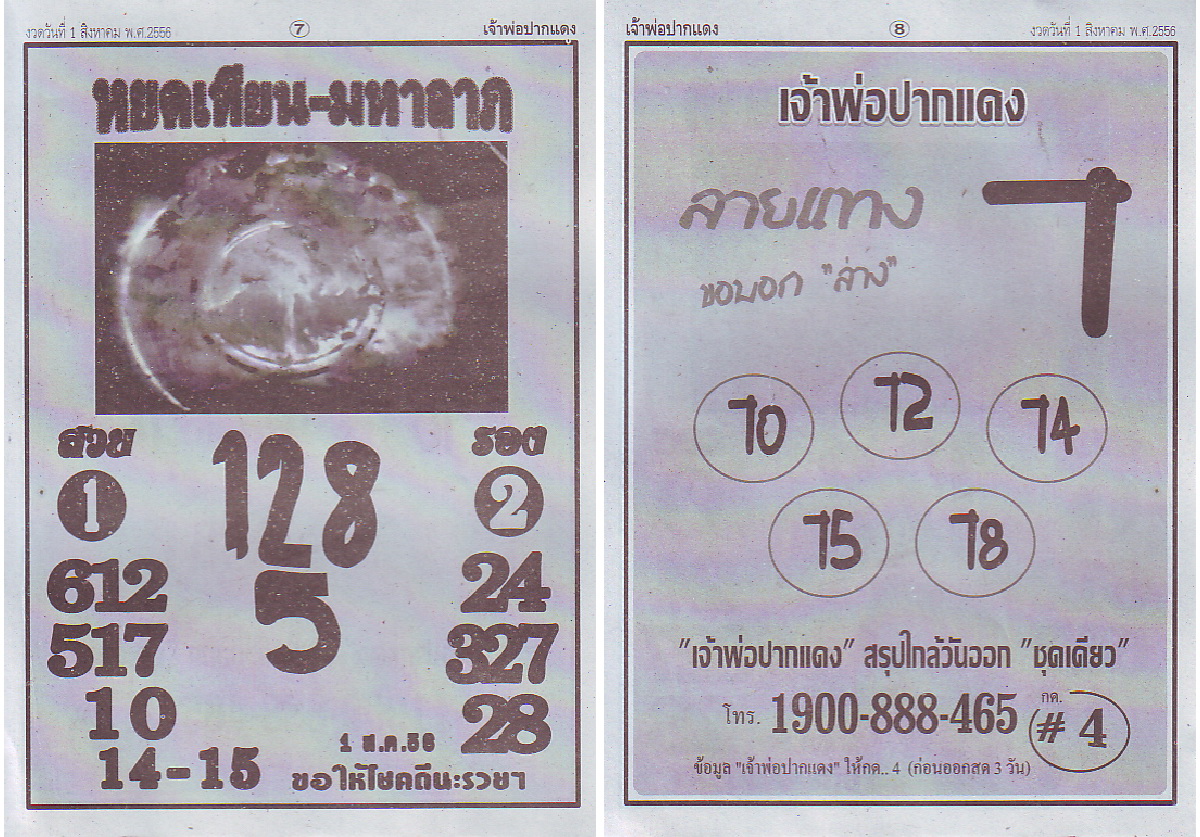 งวดวันที่ 1 สิงหาคม พ.ศ.2556
7
เจ้าพ่อปากแดง
หยดเทียน-มหาลาภ
สวย
1
612
517
10
14-15
128
5
รอง
2
24
327
28
1 ส.ค.56
ขอให้โชคดีนะรวยๆ
เจ้าพ่อปากแดง
8
งวดวันที่ 1 สิงหาคม พ.ศ.2556
เจ้าพ่อปากแดง
ลายแทง
7
ขอบอก "ล่าง"
70
72
74
75
78
"เจ้าพ่อปากแดง" สรุปใกล้วันออก "ชุดเดียว"
โทร. 1900-888-465 กด. # 4
ข้อมูล "เจ้าพ่อปากแดง" ให้กด.. 4 (ก่อนออกสด 3 วัน)